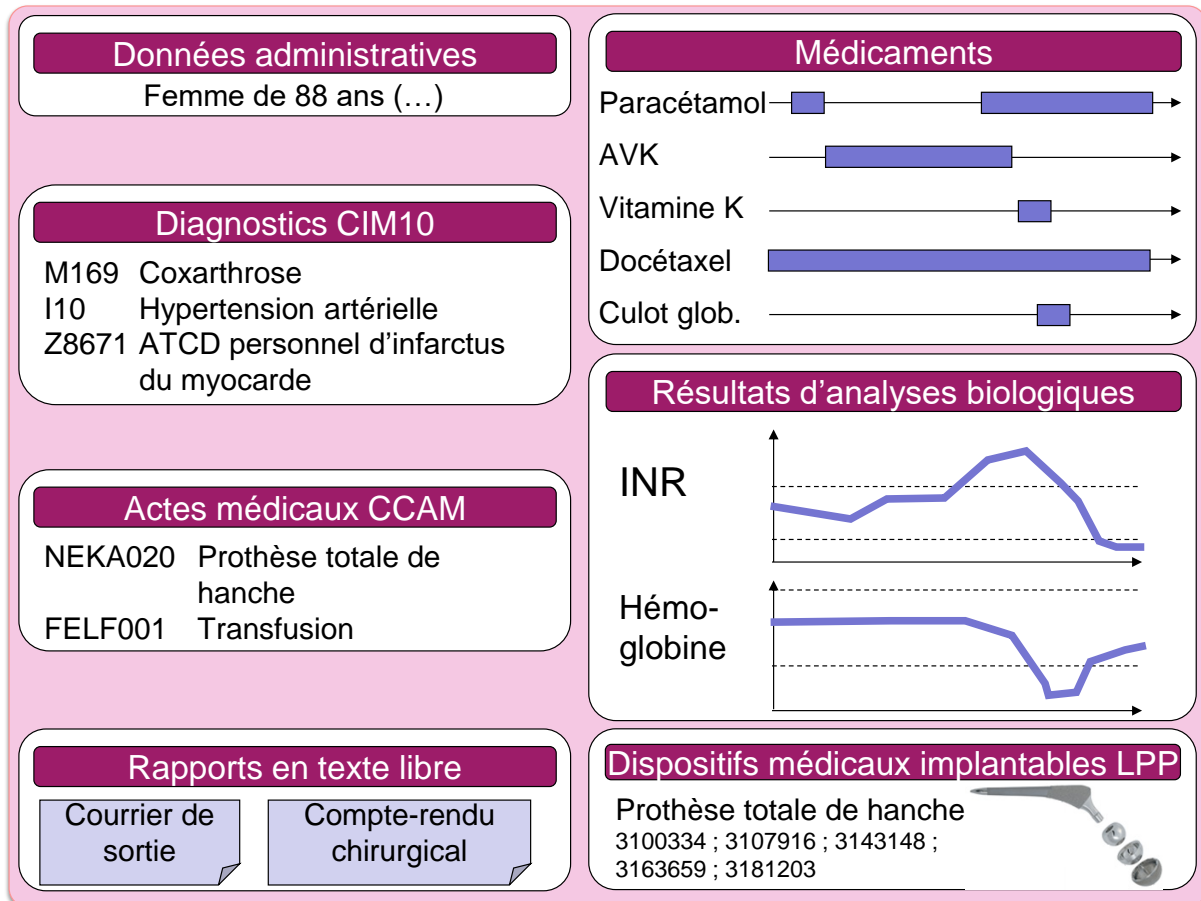 Données administratives
Femme de 88 ans (…)
Diagnostics CIM10
M169 Coxarthrose
I10 Hypertension artérielle
Z8671 ATCD personnel d’infarctus
du myocarde
Actes médicaux CCAM
NEKA020 Prothèse totale de
hanche
FELF001 Transfusion
Rapports en texte libre
Courrier de
sortie
Compte-rendu
chirurgical
Médicaments
Paracétamol
AVK
Vitamine K
Docétaxel
Culot glob.
Résultats d’analyses biologiques
INR
Hémo-
globine
Dispositifs médicaux implantables LPP
Prothèse totale de hanche
3100334 ; 3107916 ; 3143148 ;
3163659 ; 3181203